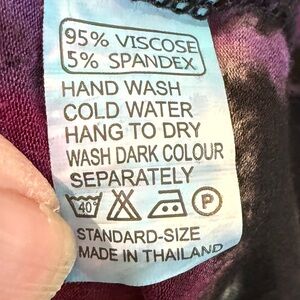 95% VISCOSE
5% SPANDEX
HAND WASH
COLD WATER
HANG TO DRY
WASH DARK COLOUR
SEPARATELY
40° P
STANDARD-SIZE
MADE IN THAILAND